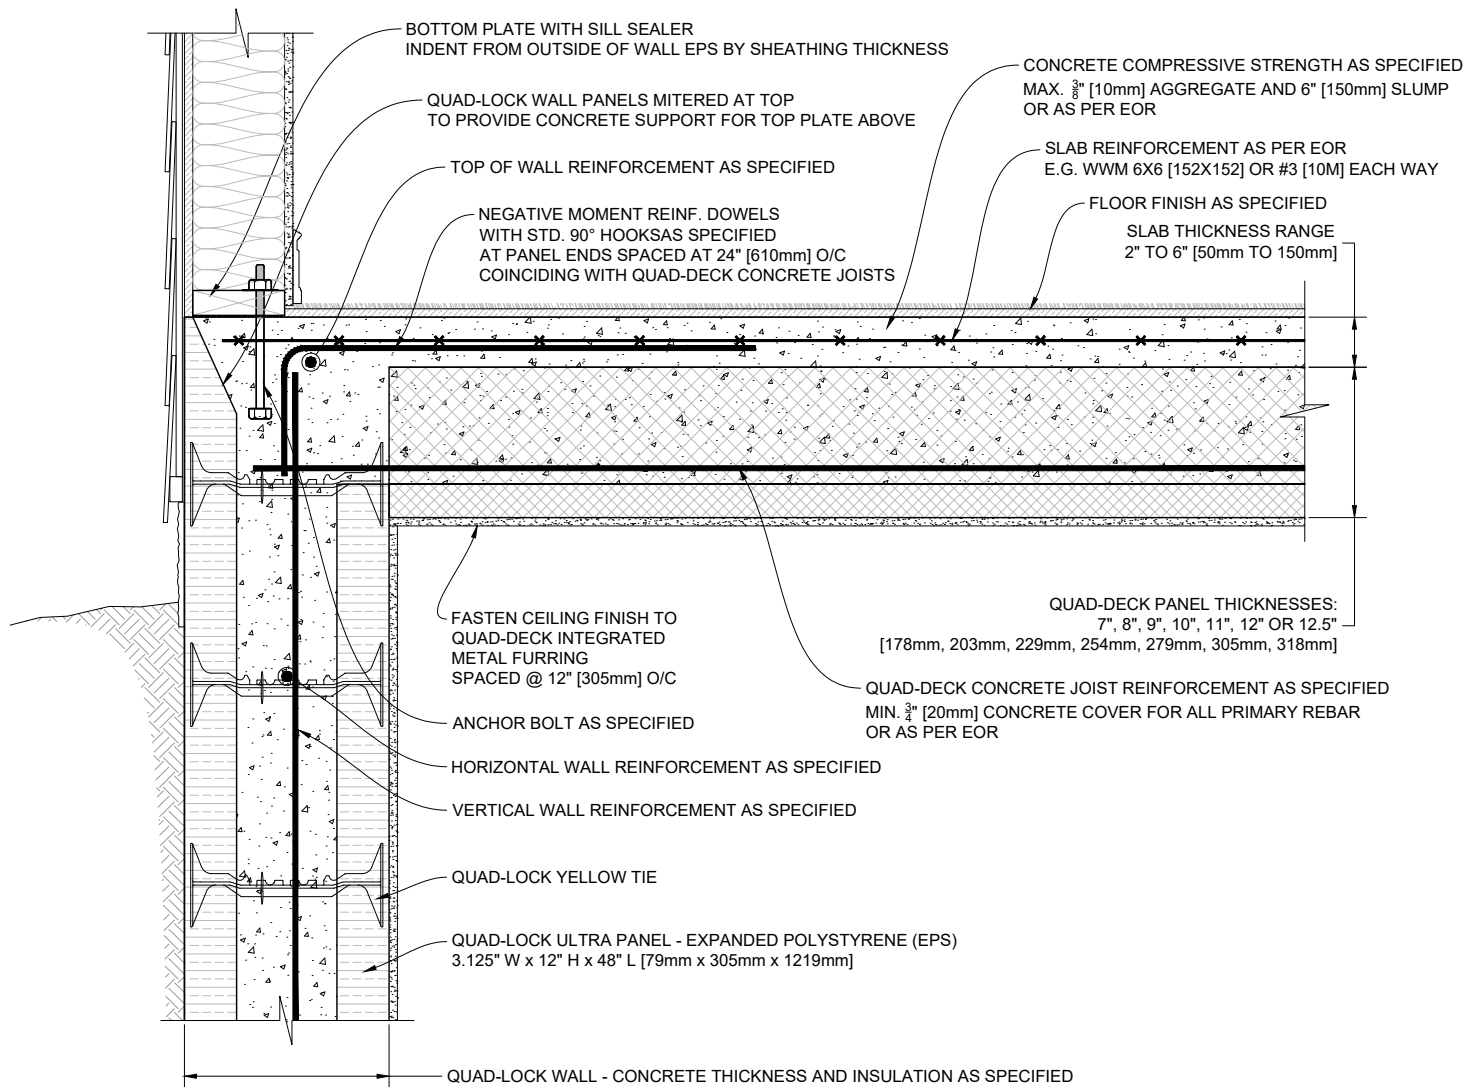 BOTTOM PLATE WITH SILL SEALER
INDENT FROM OUTSIDE OF WALL EPS BY SHEATHING THICKNESS
CONCRETE COMPRESSIVE STRENGTH AS SPECIFIED
MAX. 3/8" [10mm] AGGREGATE AND 6" [150mm] SLUMP
OR AS PER EOR
QUAD-LOCK WALL PANELS MITERED AT TOP
TO PROVIDE CONCRETE SUPPORT FOR TOP PLATE ABOVE
SLAB REINFORCEMENT AS PER EOR
E.G. WWM 6X6 [152X152] OR #3 [10M] EACH WAY
TOP OF WALL REINFORCEMENT AS SPECIFIED
FLOOR FINISH AS SPECIFIED
NEGATIVE MOMENT REINF. DOWELS
WITH STD. 90° HOOKSAS SPECIFIED
AT PANEL ENDS SPACED AT 24" [610mm] O/C
COINCIDING WITH QUAD-DECK CONCRETE JOISTS
SLAB THICKNESS RANGE
2" TO 6" [50mm TO 150mm]
FASTEN CEILING FINISH TO
QUAD-DECK INTEGRATED
METAL FURRING
SPACED @ 12" [305mm] O/C
QUAD-DECK PANEL THICKNESSES:
7", 8", 9", 10", 11", 12" OR 12.5"
[178mm, 203mm, 229mm, 254mm, 279mm, 305mm, 318mm]
QUAD-DECK CONCRETE JOIST REINFORCEMENT AS SPECIFIED
MIN. 3/4" [20mm] CONCRETE COVER FOR ALL PRIMARY REBAR
OR AS PER EOR
ANCHOR BOLT AS SPECIFIED
HORIZONTAL WALL REINFORCEMENT AS SPECIFIED
VERTICAL WALL REINFORCEMENT AS SPECIFIED
QUAD-LOCK YELLOW TIE
QUAD-LOCK ULTRA PANEL - EXPANDED POLYSTYRENE (EPS)
3.125" W x 12" H x 48" L [79mm x 305mm x 1219mm]
QUAD-LOCK WALL - CONCRETE THICKNESS AND INSULATION AS SPECIFIED